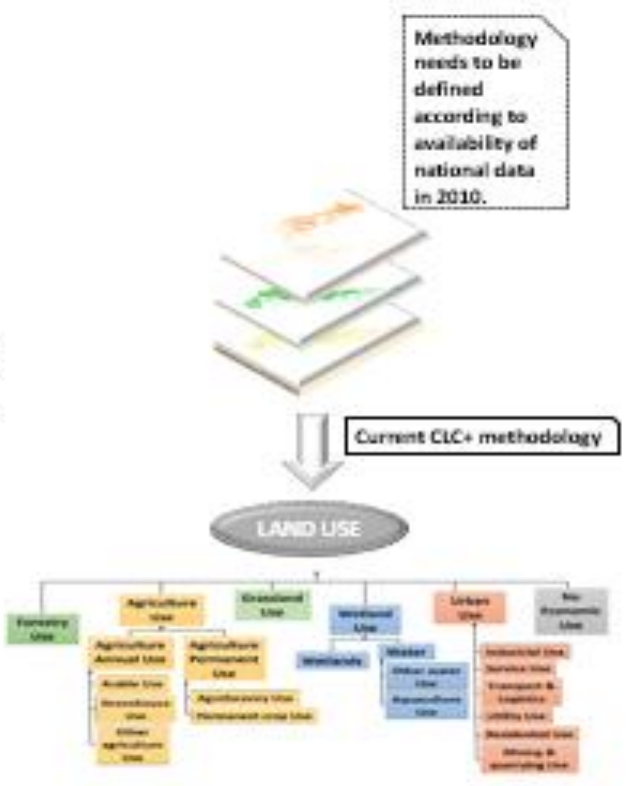 Methodology
needs to be
defined
according to
availability of
national data
in 2010.
Current CLC+ methodology
LAND USE
Forestry
Use
Agriculture
Use
Grassland
Use
Wetland
Use
Urban
Use
No
Economic
Use
Agriculture
Annual Use
Agriculture
Permanent
Use
Wetlands
Water
Industrial Use
Service Use
Arable Use
Other water
Use
Transport &
Logistics
Greenhouse
Use
Agroforestry Use
Permanent crop Use
Aquaculture
Use
Utility Use
Residential Use
Other
agriculture
Use
Mining &
quarrying Use